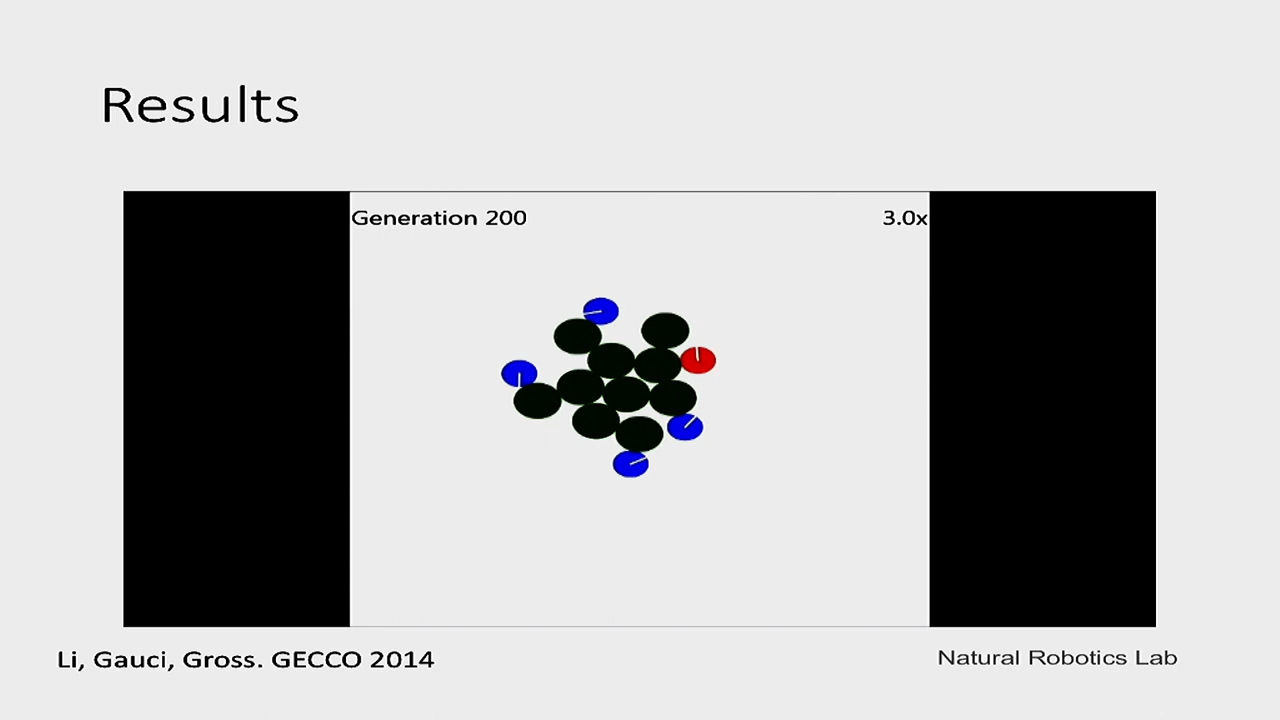 Results
Generation 200
3.0x
Li, Gauci, Gross. GECCO 2014
Natural Robotics Lab